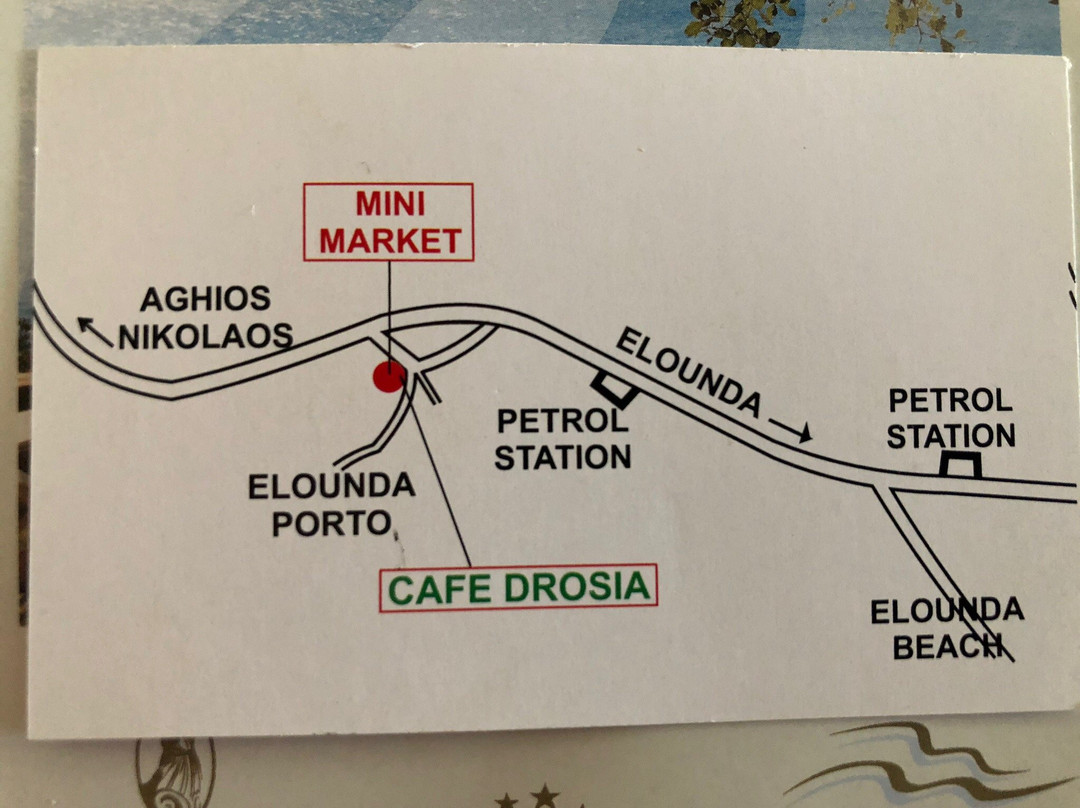 MINI
MARKET
AGHIOS
NIKOLAOS
ELOUNDA
PETROL
STATION
PETROL
STATION
ELOUNDA
PORTO
CAFE DROSIA
ELOUNDA
BEACH